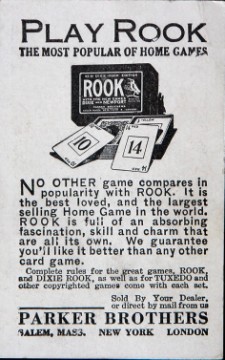 PLAY ROOK
THE MOST POPULAR OF HOME GAMES
ROOK
10
14
NO OTHER game compares in
popularity with ROOK. It is
the best loved, and the largest
selling Home Game in the world.
ROOK is full of an absorbing
fascination, skill and charm that
are all its own. We guarantee
you'll like it better than any other
card game.
Complete rules for the great games, ROOK,
and DIXIE ROOK, as well as for TUXEDO and
other copyrighted games come with each set.
Sold By Your Dealer,
or direct by mail from us
PARKER BROTHERS
SALEM, MASS. NEW YORK LONDON